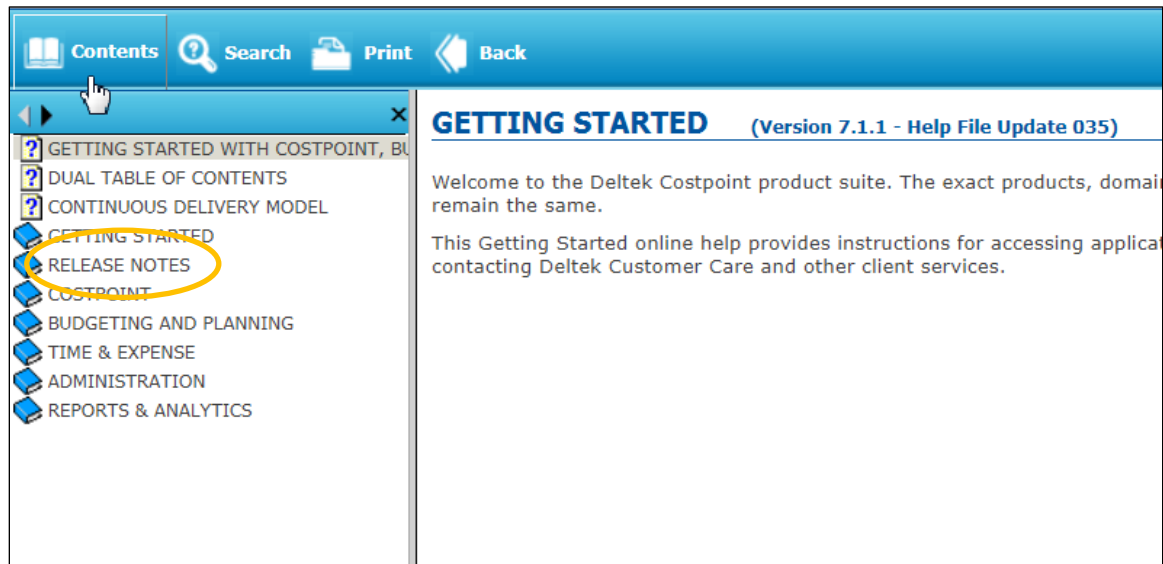 Contents Search Print Back
GETTING STARTED WITH COSTPOINT, BU
DUAL TABLE OF CONTENTS
CONTINUOUS DELIVERY MODEL
GETTING STARTED
RELEASE NOTES
COSTPOINT
BUDGETING AND PLANNING
TIME & EXPENSE
ADMINISTRATION
REPORTS & ANALYTICS
GETTING STARTED (Version 7.1.1 - Help File Update 035)
Welcome to the Deltek Costpoint product suite. The exact products, domai
remain the same.
This Getting Started online help provides instructions for accessing applicat
contacting Deltek Customer Care and other client services.